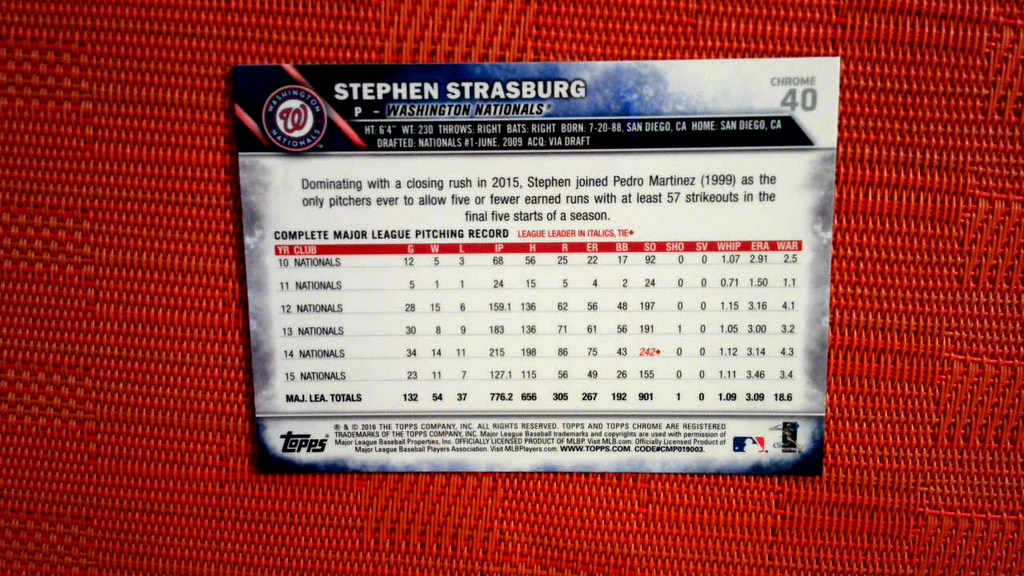 CHROME
40
STEPHEN STRASBURG
P - WASHINGTON NATIONALS®
WASHINGTON
W
NATIONALS
HT: 6'4" WT: 230 THROWS: RIGHT BATS: RIGHT BORN: 7-20-88, SAN DIEGO, CA HOME: SAN DIEGO, CA
DRAFTED: NATIONALS #1-JUNE, 2009 ACQ: VIA DRAFT
Dominating with a closing rush in 2015, Stephen joined Pedro Martinez (1999) as the
only pitchers ever to allow five or fewer earned runs with at least 57 strikeouts in the
final five starts of a season.
COMPLETE MAJOR LEAGUE PITCHING RECORD LEAGUE LEADER IN ITALICS, TIE♦
YR CLUB G W L IP H R ER BB SO SHO SV WHIP ERA WAR
10 NATIONALS 12 5 3 68 56 25 22 17 92 0 0 1.07 2.91 2.5
11 NATIONALS 5 1 1 24 15 5 4 2 24 0 0 0.71 1.50 1.1
12 NATIONALS 28 15 6 159.1 136 62 56 48 197 0 0 1.15 3.16 4.1
13 NATIONALS 30 8 9 183 136 71 61 56 191 1 0 1.05 3.00 3.2
14 NATIONALS 34 14 11 215 198 86 75 43 242♦ 0 0 1.12 3.14 4.3
15 NATIONALS 23 11 7 127.1 115 56 49 26 155 0 0 1.11 3.46 3.4
MAJ. LEA. TOTALS 132 54 37 776.2 656 305 267 192 901 1 0 1.09 3.09 18.6
Topps
® & © 2016 THE TOPPS COMPANY, INC. ALL RIGHTS RESERVED. TOPPS AND TOPPS CHROME ARE REGISTERED
TRADEMARKS OF THE TOPPS COMPANY, INC. Major League Baseball trademarks and copyrights are used with permission of
Major League Baseball Properties, Inc. OFFICIALLY LICENSED PRODUCT OF MLBP. Visit MLB.com. Officially Licensed Product of
Major League Baseball Players Association. Visit MLBPlayers.com. WWW.TOPPS.COM. CODE#CMP019003.